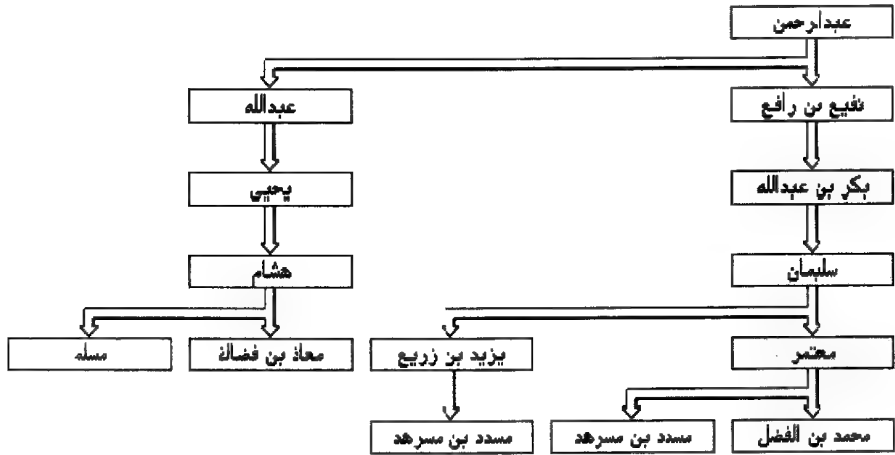 عبدالرحمن
نفيع بن رافع
عبدالله
بكر بن عبدالله
يحيي
سليمان
هشام
معتمر
يزيد بن زريع
معاذ بن فضالة
مسلم
محمد بن الفضل
مسدد بن مسرهد
مسدد بن مسرهد